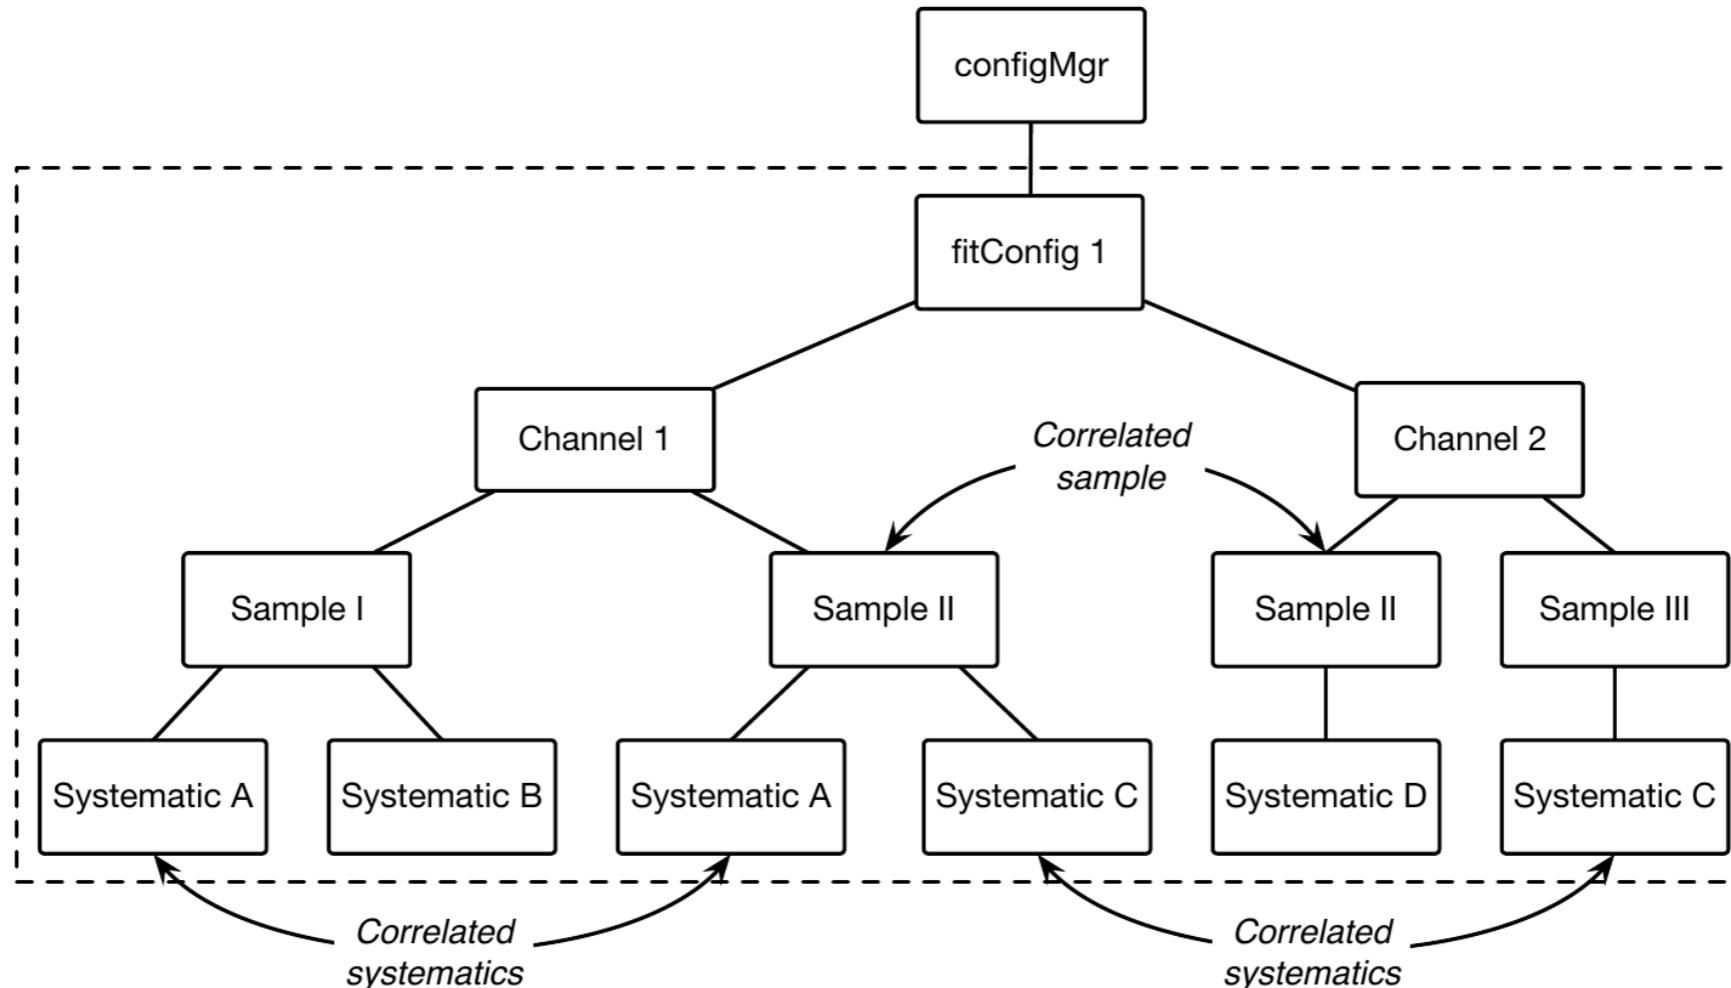 configMgr
fitConfig 1
Channel 1
Correlated
sample
Channel 2
Sample I
Sample II
Sample II
Sample III
Systematic A
Systematic B
Systematic A
Systematic C
Systematic D
Systematic C
Correlated
systematics
Correlated
systematics